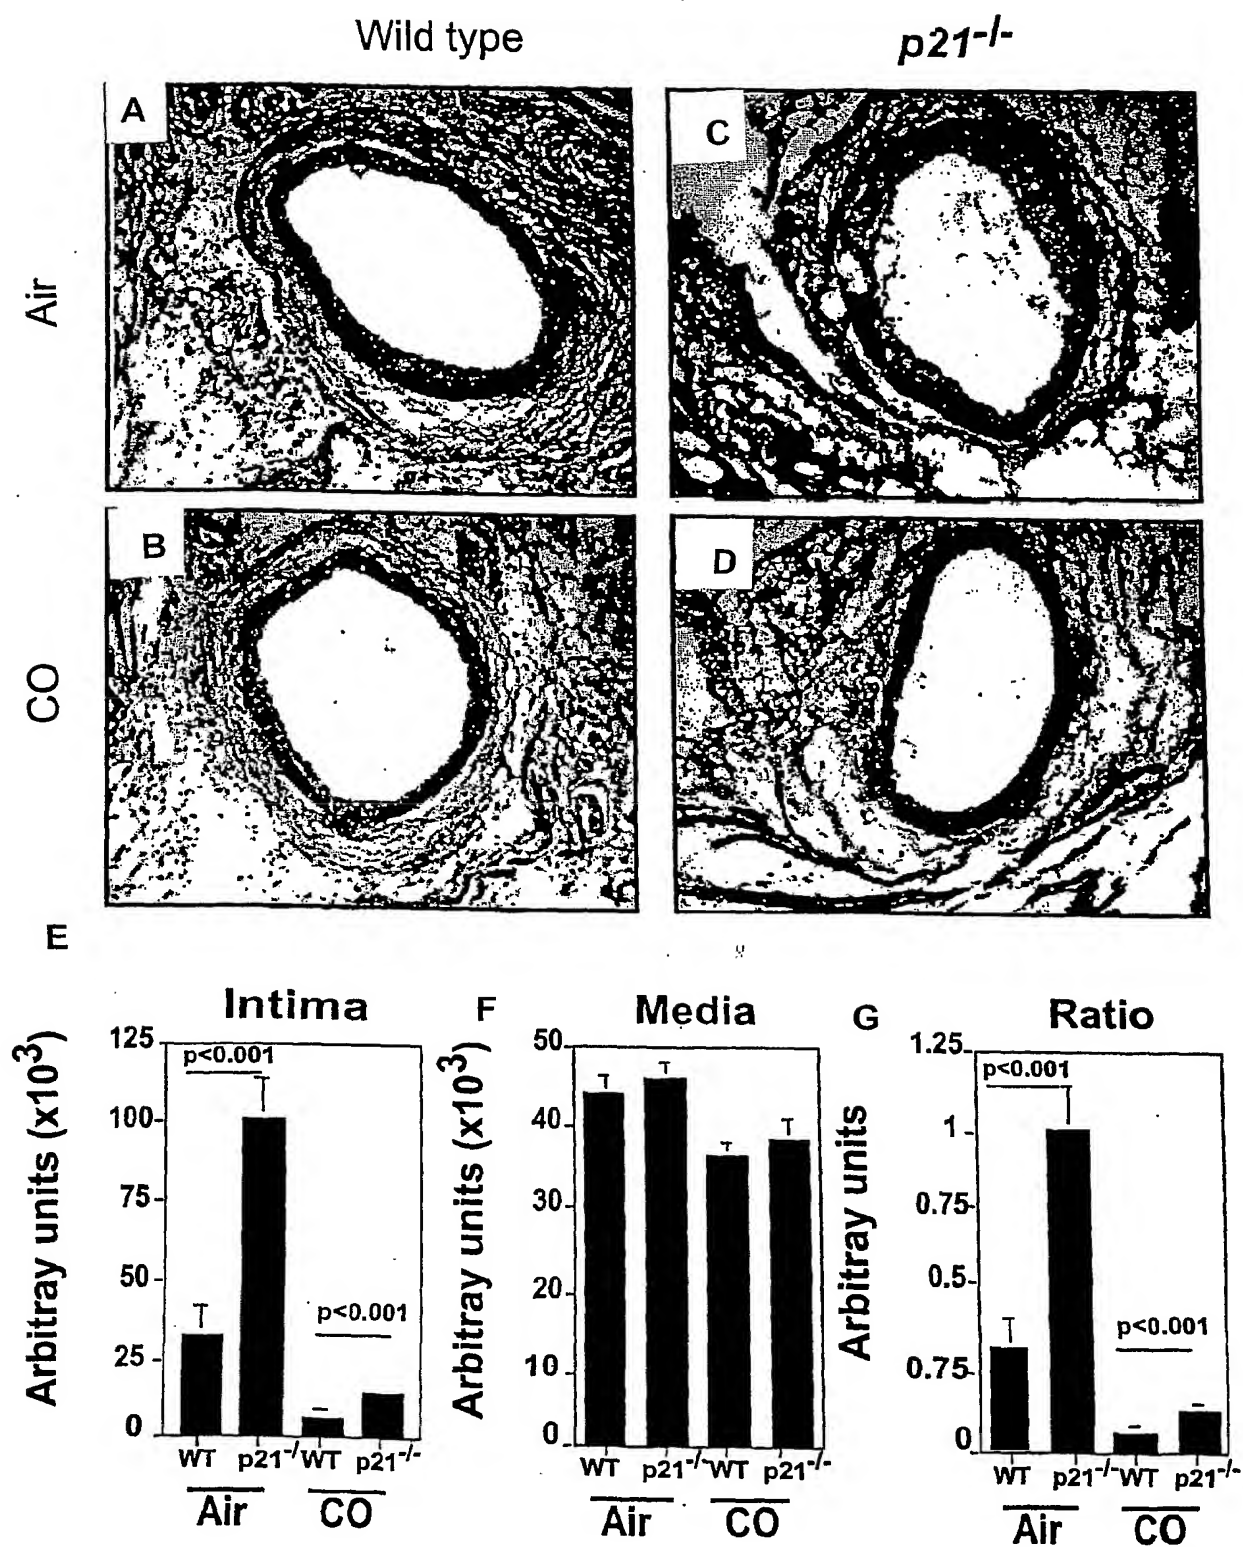 Wild type
p21-/-
Air
A
C
CO
B
D
E
Intima
F
Media
G
Ratio
Arbitray units (x10³)
125
100
75
50
25
0
p<0.001
p<0.001
WT
p21-/-
WT
p21-/-
Air
CO
Arbitray units (x10³)
50
40
30
20
10
0
WT
p21-/-
WT
p21-/-
Air
CO
Arbitray units
1.25
1
0.75
0.5
0.75
0
p<0.001
p<0.001
WT
p21-/-
WT
p21-/-
Air
CO